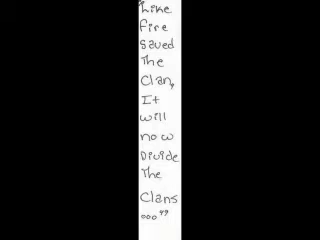 "Like
fire
saved
The
Clan,
It
will
now
Divide
The
Clans
..."